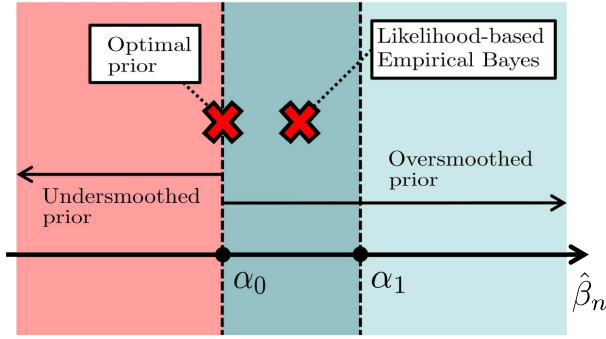 Optimal
prior
Likelihood-based
Empirical Bayes
Oversmoothed
prior
Undersmoothed
prior
α₀
α₁
β̂ₙ